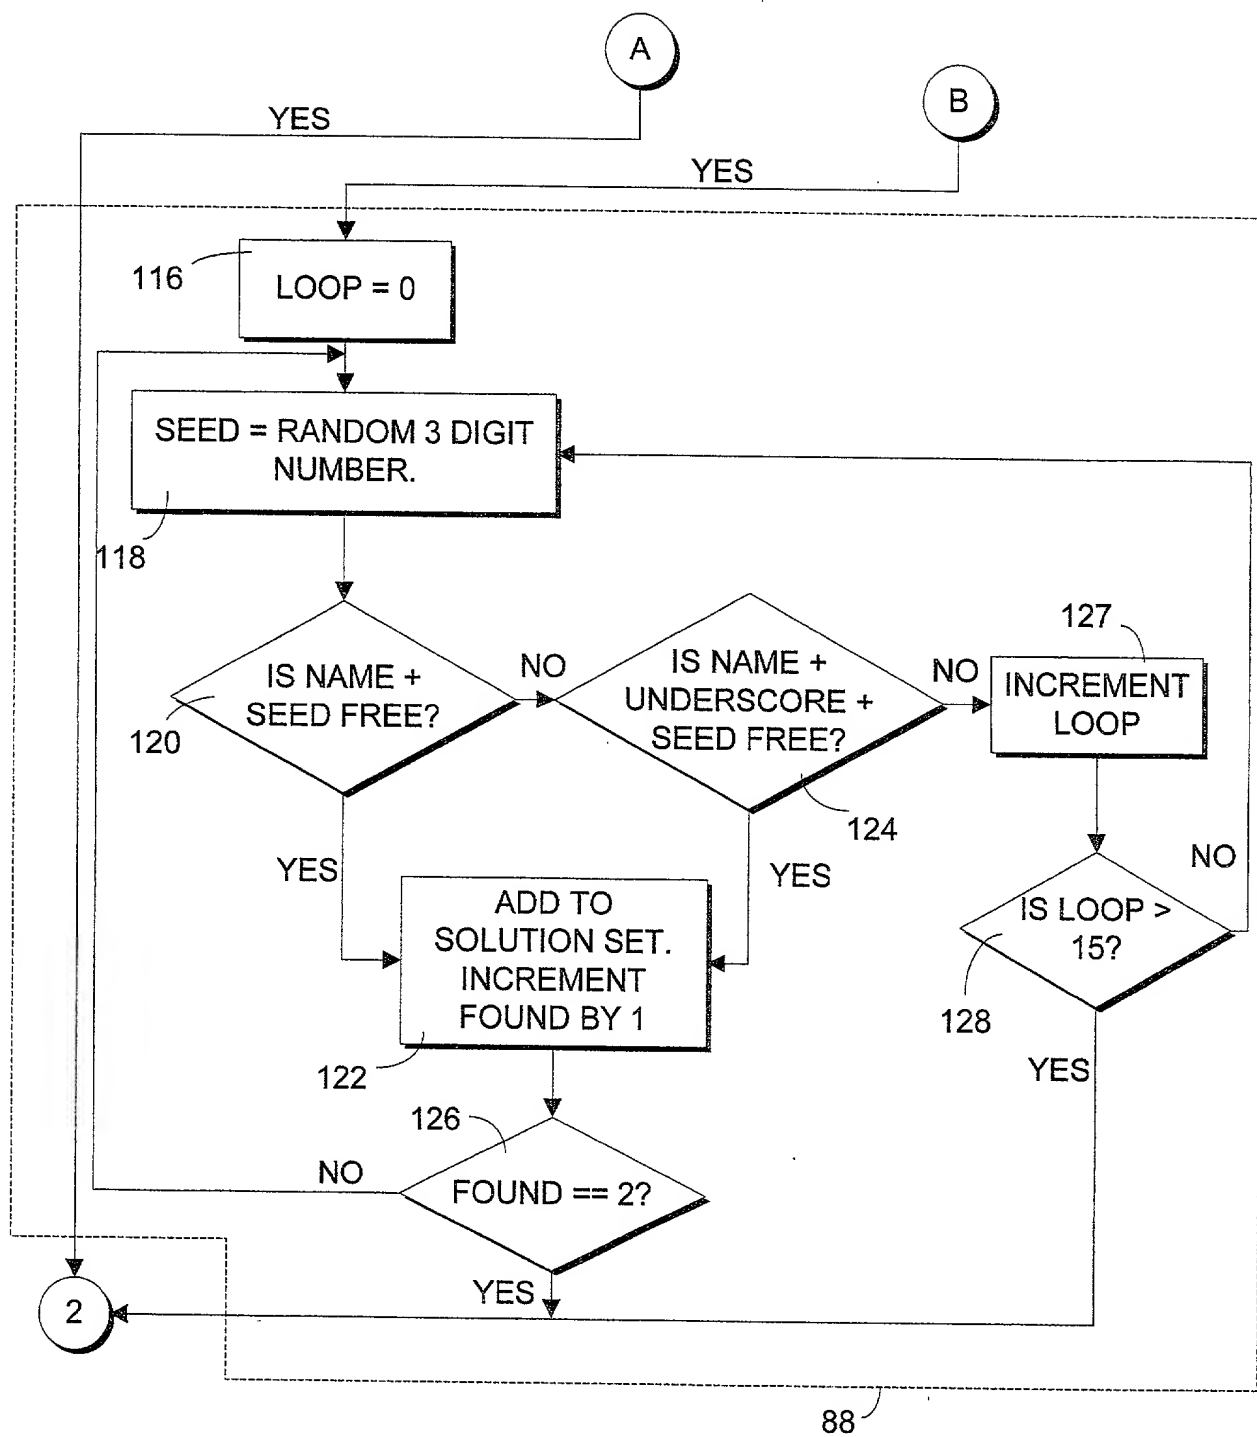 A
B
YES
YES
116
LOOP = 0
SEED = RANDOM 3 DIGIT
NUMBER.
118
127
IS NAME +
SEED FREE?
120
NO
IS NAME +
UNDERSCORE +
SEED FREE?
124
NO
INCREMENT
LOOP
YES
YES
NO
ADD TO
SOLUTION SET.
INCREMENT
FOUND BY 1
122
IS LOOP >
15?
128
YES
126
NO
FOUND == 2?
YES
2
88